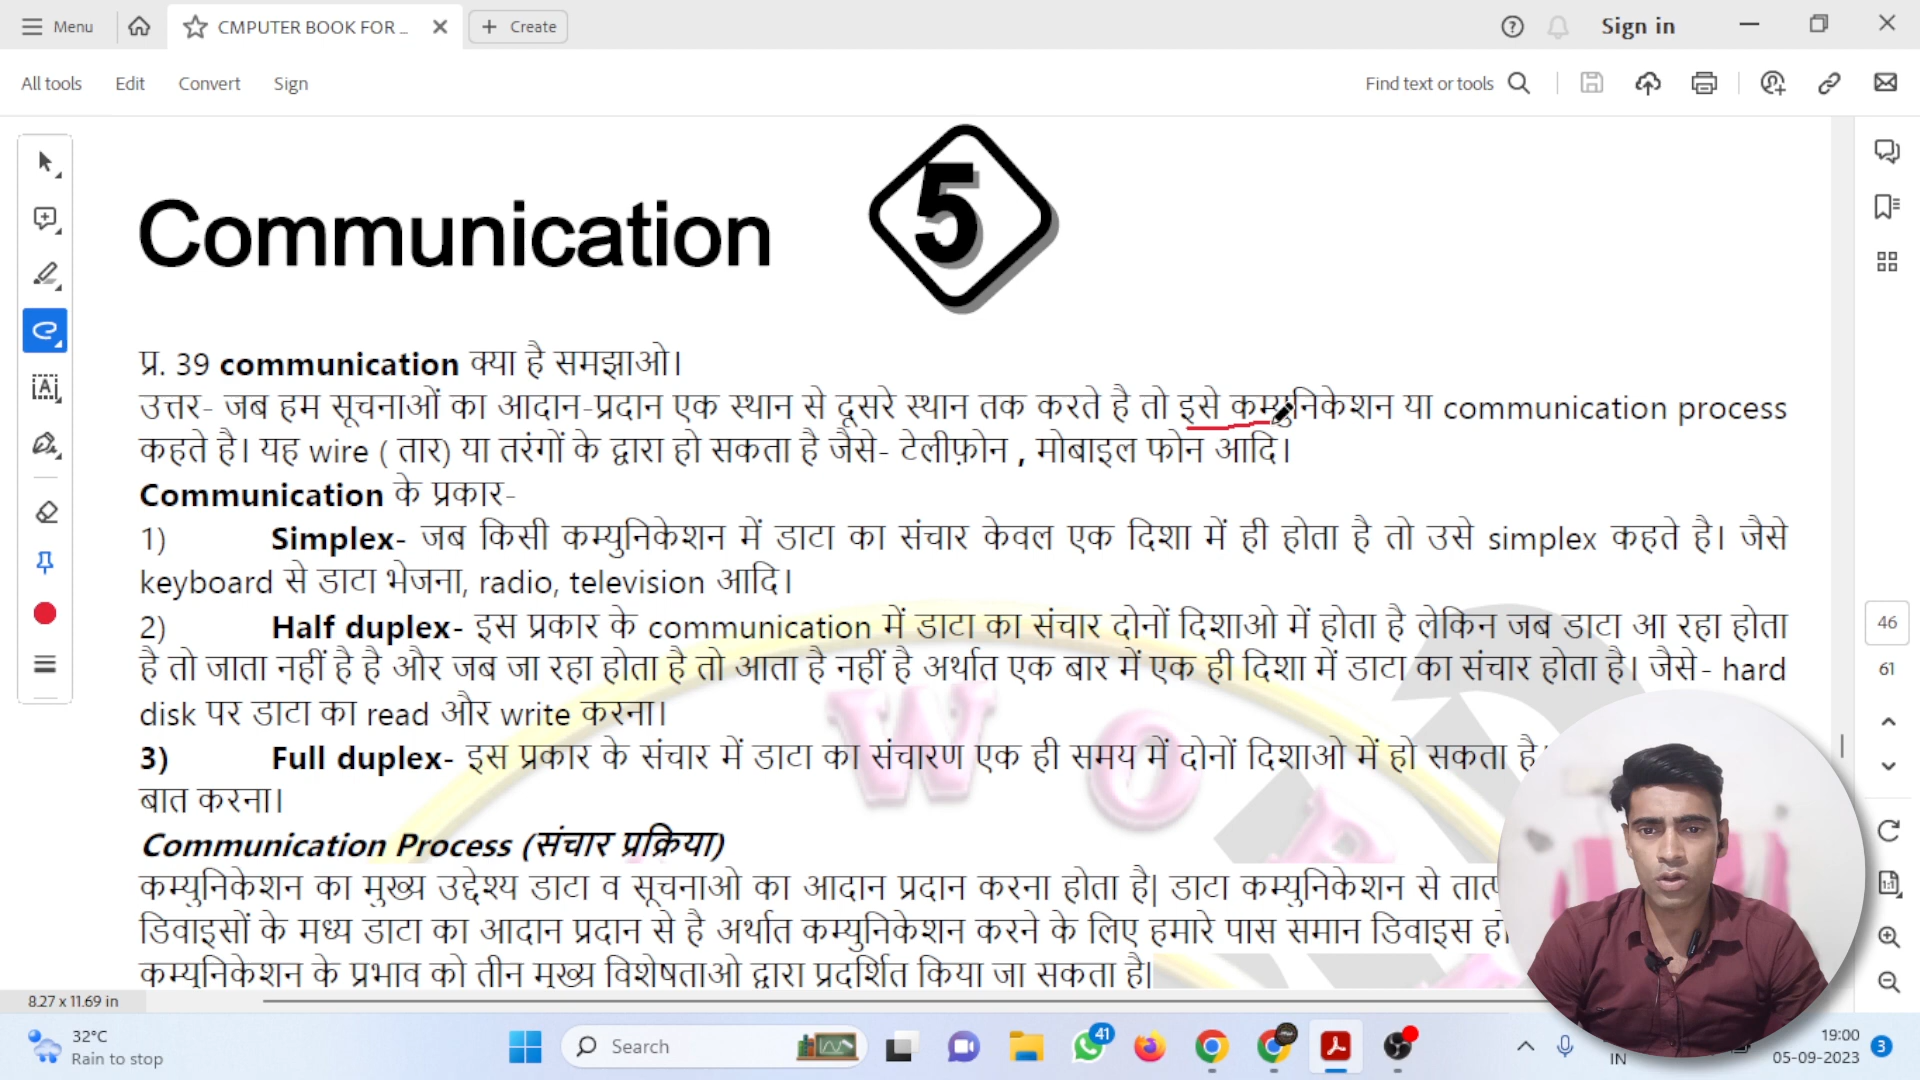 Menu
CMPUTER BOOK FOR ...
Create
Sign in
All tools
Edit
Convert
Sign
Find text or tools
Communication
5
प्र. 39 communication क्या है समझाओ।
उत्तर- जब हम सूचनाओं का आदान-प्रदान एक स्थान से दूसरे स्थान तक करते है तो इसे कम्युनिकेशन या communication process
कहते है। यह wire ( तार) या तरंगों के द्वारा हो सकता है जैसे- टेलीफ़ोन , मोबाइल फोन आदि।
Communication के प्रकार-
1) Simplex- जब किसी कम्युनिकेशन में डाटा का संचार केवल एक दिशा में ही होता है तो उसे simplex कहते है। जैसे
keyboard से डाटा भेजना, radio, television आदि।
2) Half duplex- इस प्रकार के communication में डाटा का संचार दोनों दिशाओ में होता है लेकिन जब डाटा आ रहा होता
है तो जाता नहीं है है और जब जा रहा होता है तो आता है नहीं है अर्थात एक बार में एक ही दिशा में डाटा का संचार होता है। जैसे- hard
disk पर डाटा का read और write करना।
3) Full duplex- इस प्रकार के संचार में डाटा का संचारण एक ही समय में दोनों दिशाओ में हो सकता है।
बात करना।
Communication Process (संचार प्रक्रिया)
कम्युनिकेशन का मुख्य उद्देश्य डाटा व सूचनाओ का आदान प्रदान करना होता है| डाटा कम्युनिकेशन से
डिवाइसों के मध्य डाटा का आदान प्रदान से है अर्थात कम्युनिकेशन करने के लिए हमारे पास समान डिवाइस
कम्युनिकेशन के प्रभाव को तीन मुख्य विशेषताओ द्वारा प्रदर्शित किया जा सकता है|
W O
46
61
8.27 x 11.69 in
32°C
Rain to stop
Search
41
IN
19:00
05-09-2023
3